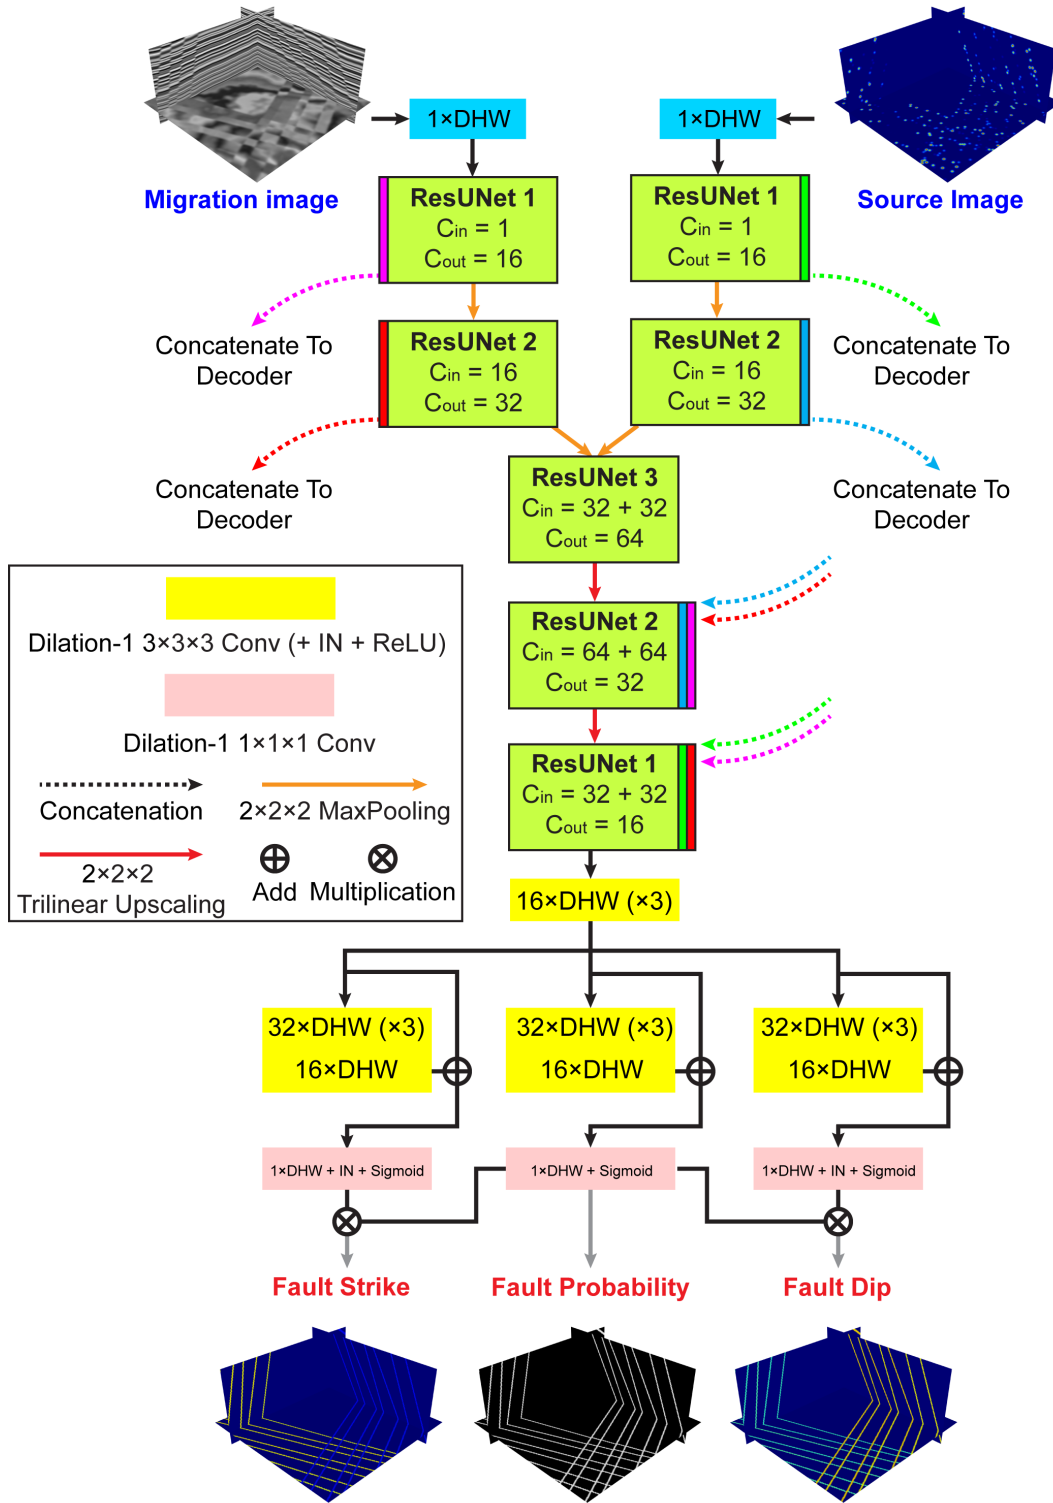 1×DHW
1×DHW
Migration image
Source Image
ResUNet 1
Cin = 1
Cout = 16
ResUNet 1
Cin = 1
Cout = 16
Concatenate To
Decoder
Concatenate To
Decoder
ResUNet 2
Cin = 16
Cout = 32
ResUNet 2
Cin = 16
Cout = 32
Concatenate To
Decoder
Concatenate To
Decoder
ResUNet 3
Cin = 32 + 32
Cout = 64
ResUNet 2
Cin = 64 + 64
Cout = 32
ResUNet 1
Cin = 32 + 32
Cout = 16
Dilation-1 3×3×3 Conv (+ IN + ReLU)
Dilation-1 1×1×1 Conv
Concatenation
2×2×2 MaxPooling
2×2×2
Trilinear Upscaling
Add
Multiplication
16×DHW (×3)
32×DHW (×3)
16×DHW
32×DHW (×3)
16×DHW
32×DHW (×3)
16×DHW
1×DHW + IN + Sigmoid
1×DHW + Sigmoid
1×DHW + IN + Sigmoid
Fault Strike
Fault Probability
Fault Dip